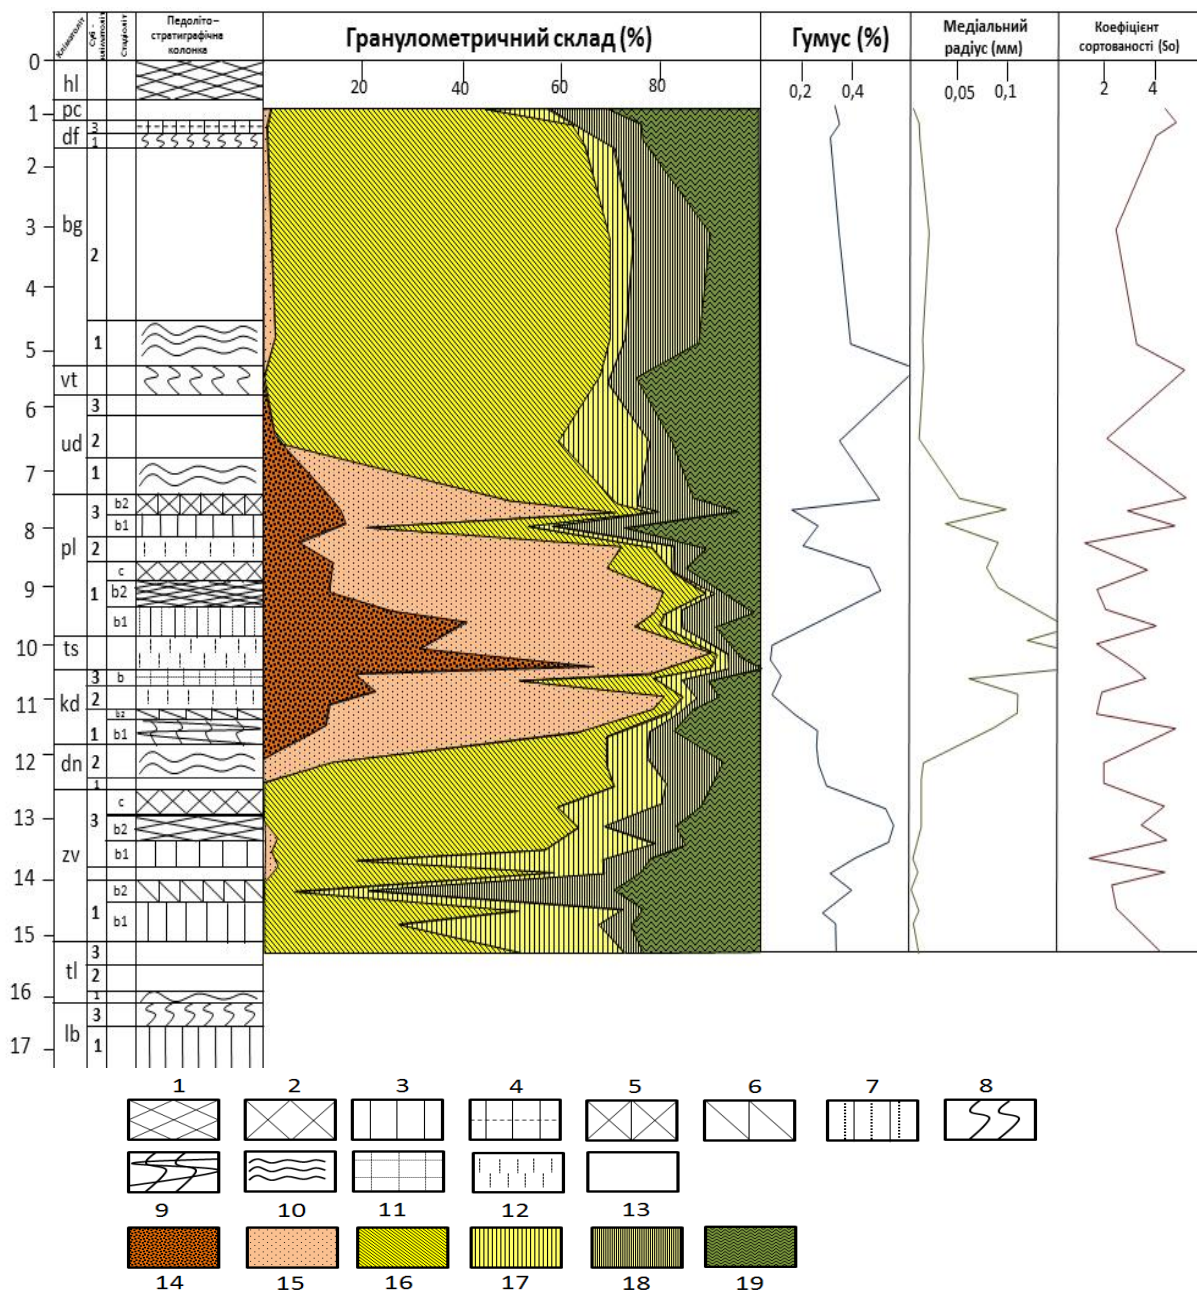 Кліматоліт
Суб - кліматоліт
Стадіоліт
Педоліто–
стратиграфічна
колонка
Гранулометричний склад (%)
20 40 60 80
Гумус (%)
0,2 0,4
Медіальний
радіус (мм)
0,05 0,1
Коефіцієнт
сортованості (So)
2 4
0
hl
1 pc
df 3
1
2
3 bg
2
4
5 1
vt
6 3
ud 2
7 1
3 b2
8 b1
pl 2
c
9 1 b2
b1
10 ts
3 b
11 kd 2
b2
1 b1
12 dn 2
1
13 c
3 b2
zv b1
14
b2
1 b1
15
3
tl 2
16 1
3
lb
17 1
1 2 3 4 5 6 7 8
9 10 11 12 13
14 15 16 17 18 19